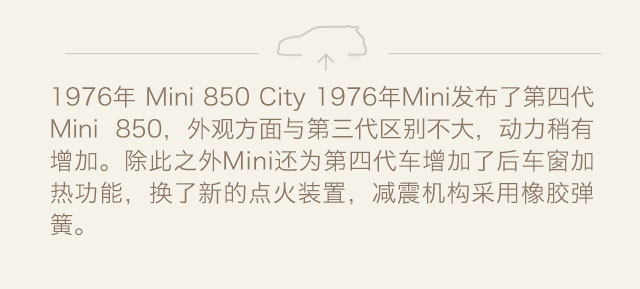 1976年 Mini 850 City 1976年Mini发布了第四代
Mini 850，外观方面与第三代区别不大，动力稍有
增加。除此之外Mini还为第四代车增加了后车窗加
热功能，换了新的点火装置，减震机构采用橡胶弹
簧。